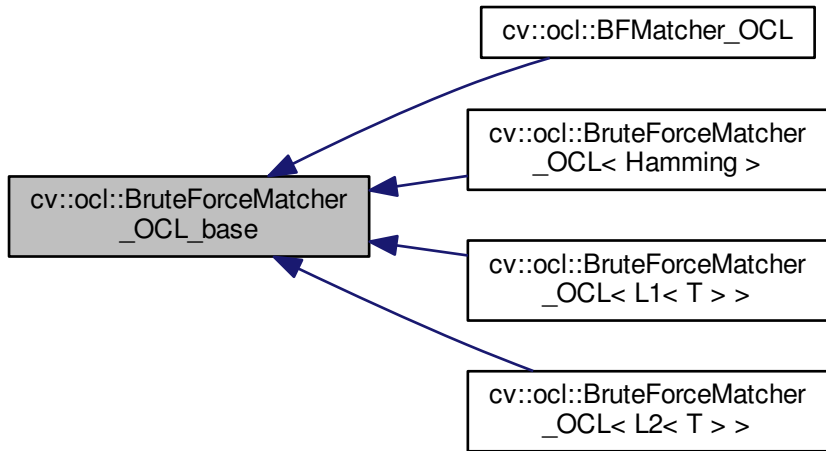 cv::ocl::BFMatcher_OCL
cv::ocl::BruteForceMatcher
_OCL< Hamming >
cv::ocl::BruteForceMatcher
_OCL_base
cv::ocl::BruteForceMatcher
_OCL< L1< T > >
cv::ocl::BruteForceMatcher
_OCL< L2< T > >